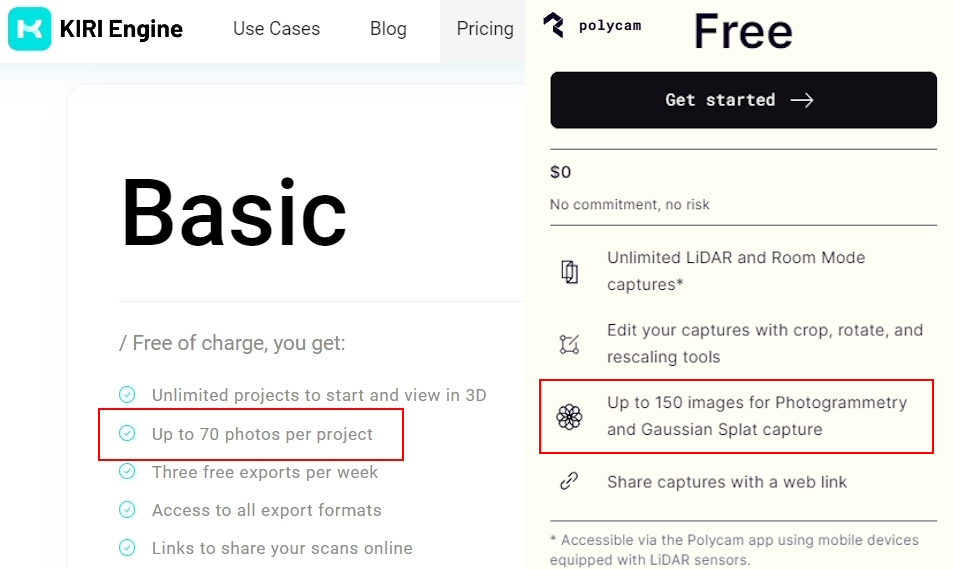 KIRI Engine
Use Cases
Blog
Pricing
Basic
/ Free of charge, you get:
Unlimited projects to start and view in 3D
Up to 70 photos per project
Three free exports per week
Access to all export formats
Links to share your scans online
polycam
Free
Get started →
$0
No commitment, no risk
Unlimited LiDAR and Room Mode
captures*
Edit your captures with crop, rotate, and
rescaling tools
Up to 150 images for Photogrammetry
and Gaussian Splat capture
Share captures with a web link
* Accessible via the Polycam app using mobile devices
equipped with LiDAR sensors.